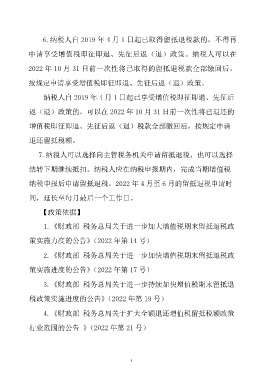 6.纳税人自 2019 年 4 月 1 日起已取得留抵退税款的，不得再
申请享受增值税即征即退、先征后返（退）政策。纳税人可以在
2022 年 10 月 31 日前一次性将已取得的留抵退税款全部缴回后，
按规定申请享受增值税即征即退、先征后返（退）政策。
纳税人自 2019 年 4 月 1 日起已享受增值税即征即退、先征后
返（退）政策的，可以在 2022 年 10 月 31 日前一次性将已退还的
增值税即征即退、先征后返（退）税款全部缴回后，按规定申请
退还留抵税额。
7.纳税人可以选择向主管税务机关申请留抵退税，也可以选择
结转下期继续抵扣。纳税人应在纳税申报期内，完成当期增值税
纳税申报后申请留抵退税。2022 年 4 月至 6 月的留抵退税申请时
间，延长至每月最后一个工作日。
【政策依据】
1.《财政部 税务总局关于进一步加大增值税期末留抵退税政
策实施力度的公告》（2022 年第 14 号）
2.《财政部 税务总局关于进一步加快增值税期末留抵退税政
策实施进度的公告》（2022 年第 17 号）
3.《财政部 税务总局关于进一步持续加快增值税期末留抵退
税政策实施进度的公告》（2022 年第 19 号）
4.《财政部 税务总局关于扩大全额退还增值税留抵税额政策
行业范围的公告 》（2022 年第 21 号）